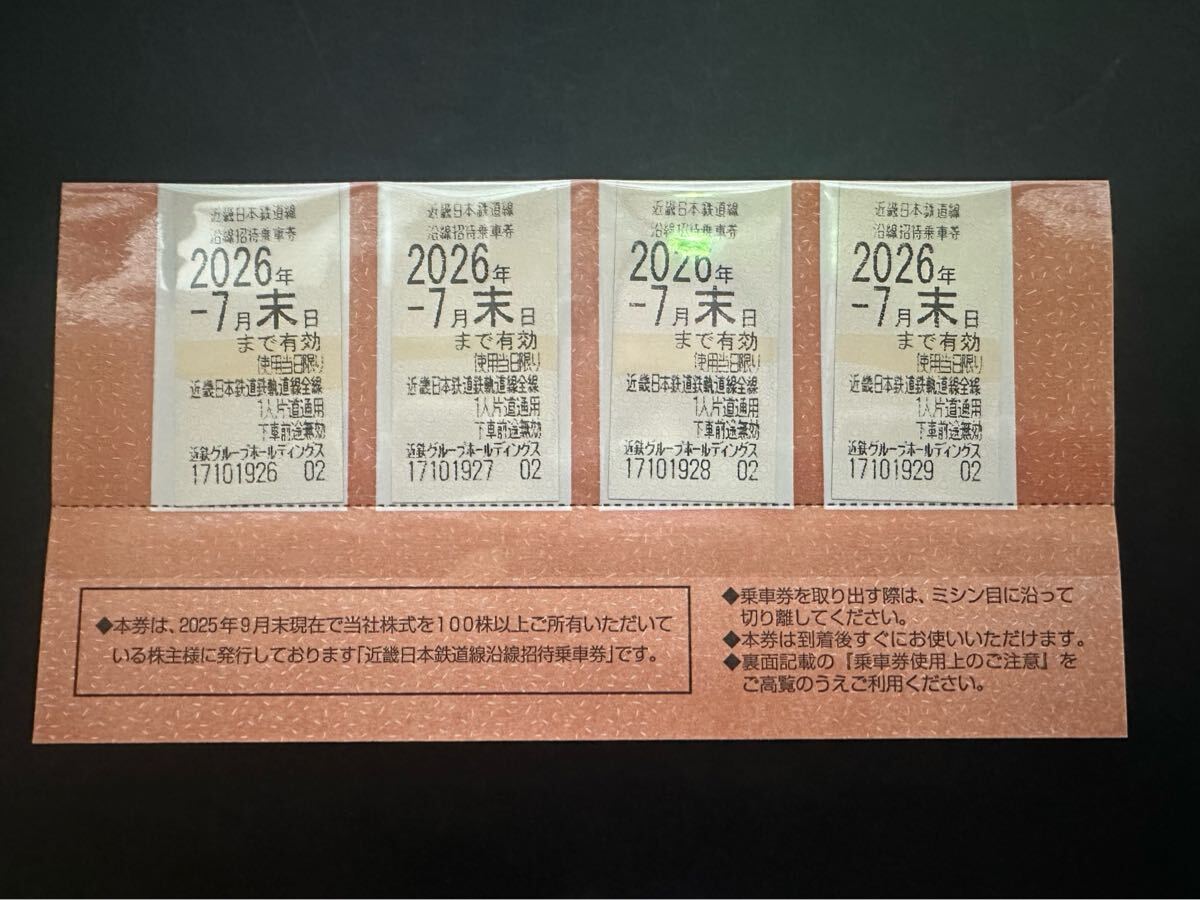 近畿日本鉄道線
沿線招待乗車券
2026年
-7月末日
まで有効
使用当日限り
近畿日本鉄道鉄軌道線全線
1人片道通用
下車前途無効
近鉄グループホールディングス
17101926 02
近畿日本鉄道線
沿線招待乗車券
2026年
-7月末日
まで有効
使用当日限り
近畿日本鉄道鉄軌道線全線
1人片道通用
下車前途無効
近鉄グループホールディングス
17101927 02
近畿日本鉄道線
沿線招待乗車券
2026年
-7月末日
まで有効
使用当日限り
近畿日本鉄道鉄軌道線全線
1人片道通用
下車前途無効
近鉄グループホールディングス
17101928 02
近畿日本鉄道線
沿線招待乗車券
2026年
-7月末日
まで有効
使用当日限り
近畿日本鉄道鉄軌道線全線
1人片道通用
下車前途無効
近鉄グループホールディングス
17101929 02
◆本券は、2025年9月末現在で当社株式を100株以上ご所有いただいて
いる株主様に発行しております「近畿日本鉄道線沿線招待乗車券」です。
◆乗車券を取り出す際は、ミシン目に沿って
切り離してください。
◆本券は到着後すぐにお使いいただけます。
◆裏面記載の『乗車券使用上のご注意』を
ご高覧のうえご利用ください。